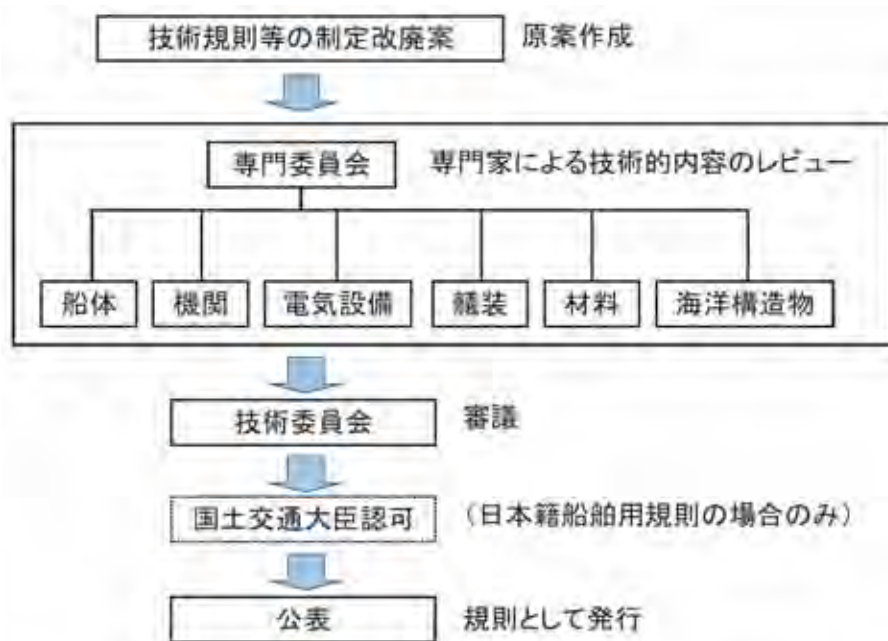 技術規則等の制定改廃案 原案作成
専門委員会 専門家による技術的内容のレビュー
船体 機関 電気設備 艤装 材料 海洋構造物
技術委員会 審議
国土交通大臣認可 （日本籍船舶用規則の場合のみ）
公表 規則として発行